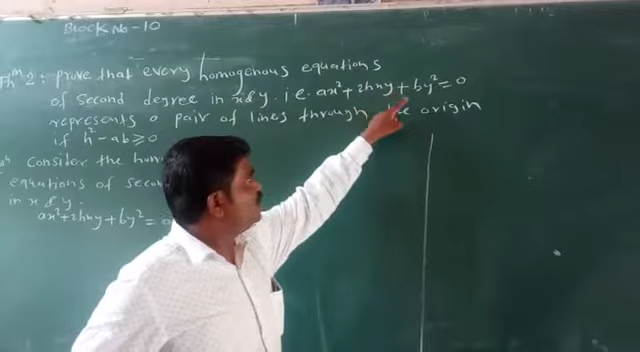 Block No-10
Thm 2: prove that every homogenous equations
of second degree in x & y. i.e. ax²+2hxy+by²=0
represents a pair of lines through the origin
if h²-ab≥0
Consider the hom
equations of secon
in x & y.
ax²+2hxy+by²=0